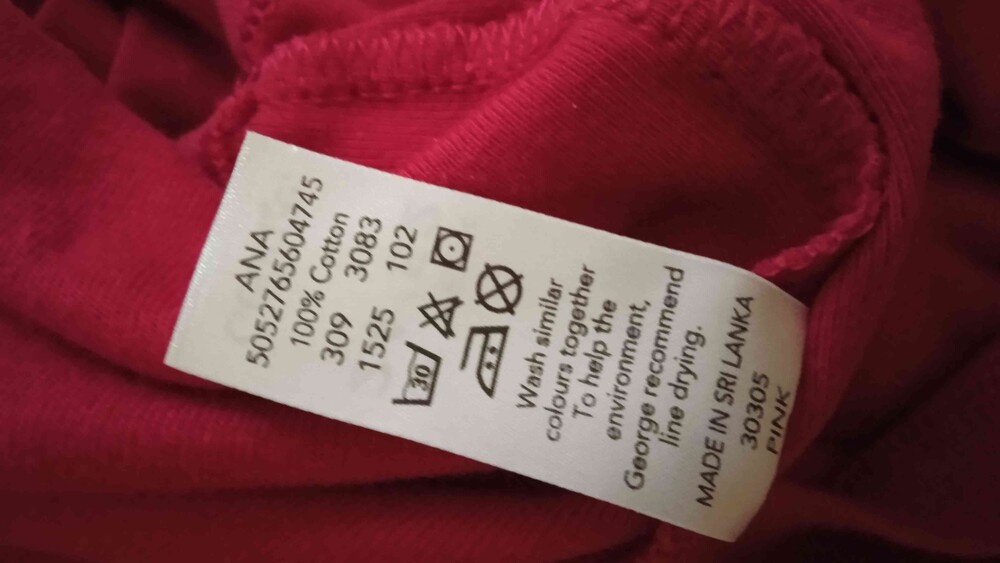 ANA
5052765604745
100% Cotton
309 3083
1525 102
30
Wash similar
colours together
To help the
environment,
George recommend
line drying.
MADE IN SRI LANKA
30305
PINK